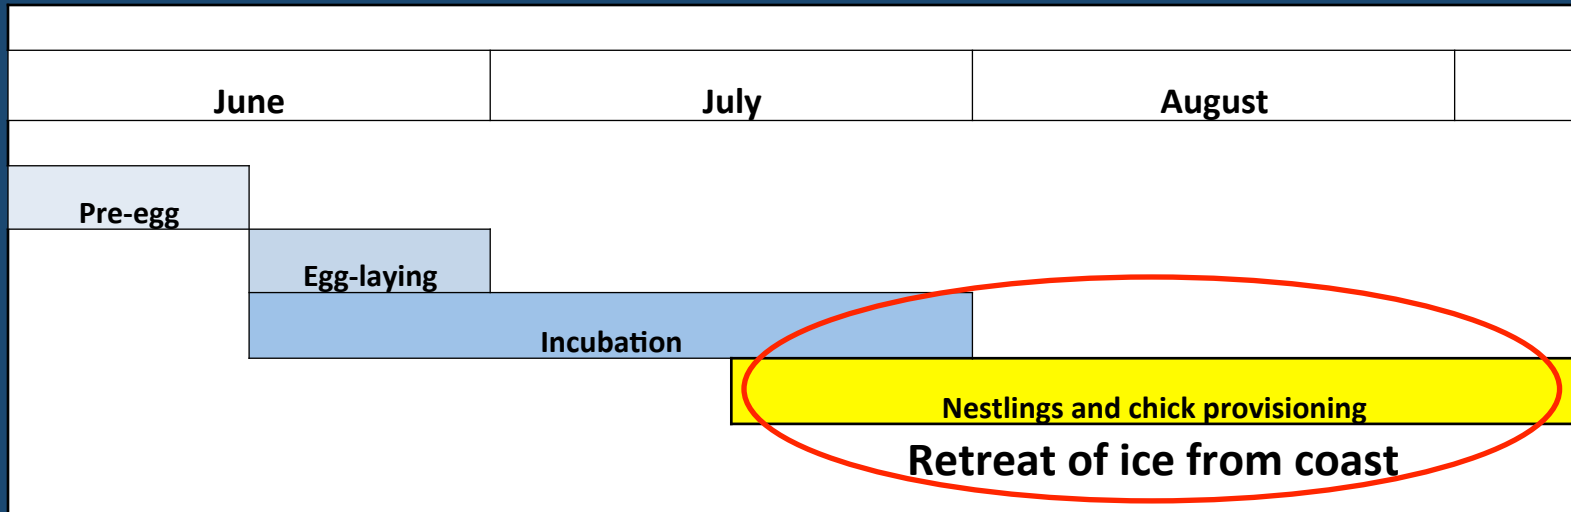 June July August
Pre-egg
Egg-laying
Incubation
Nestlings and chick provisioning
Retreat of ice from coast